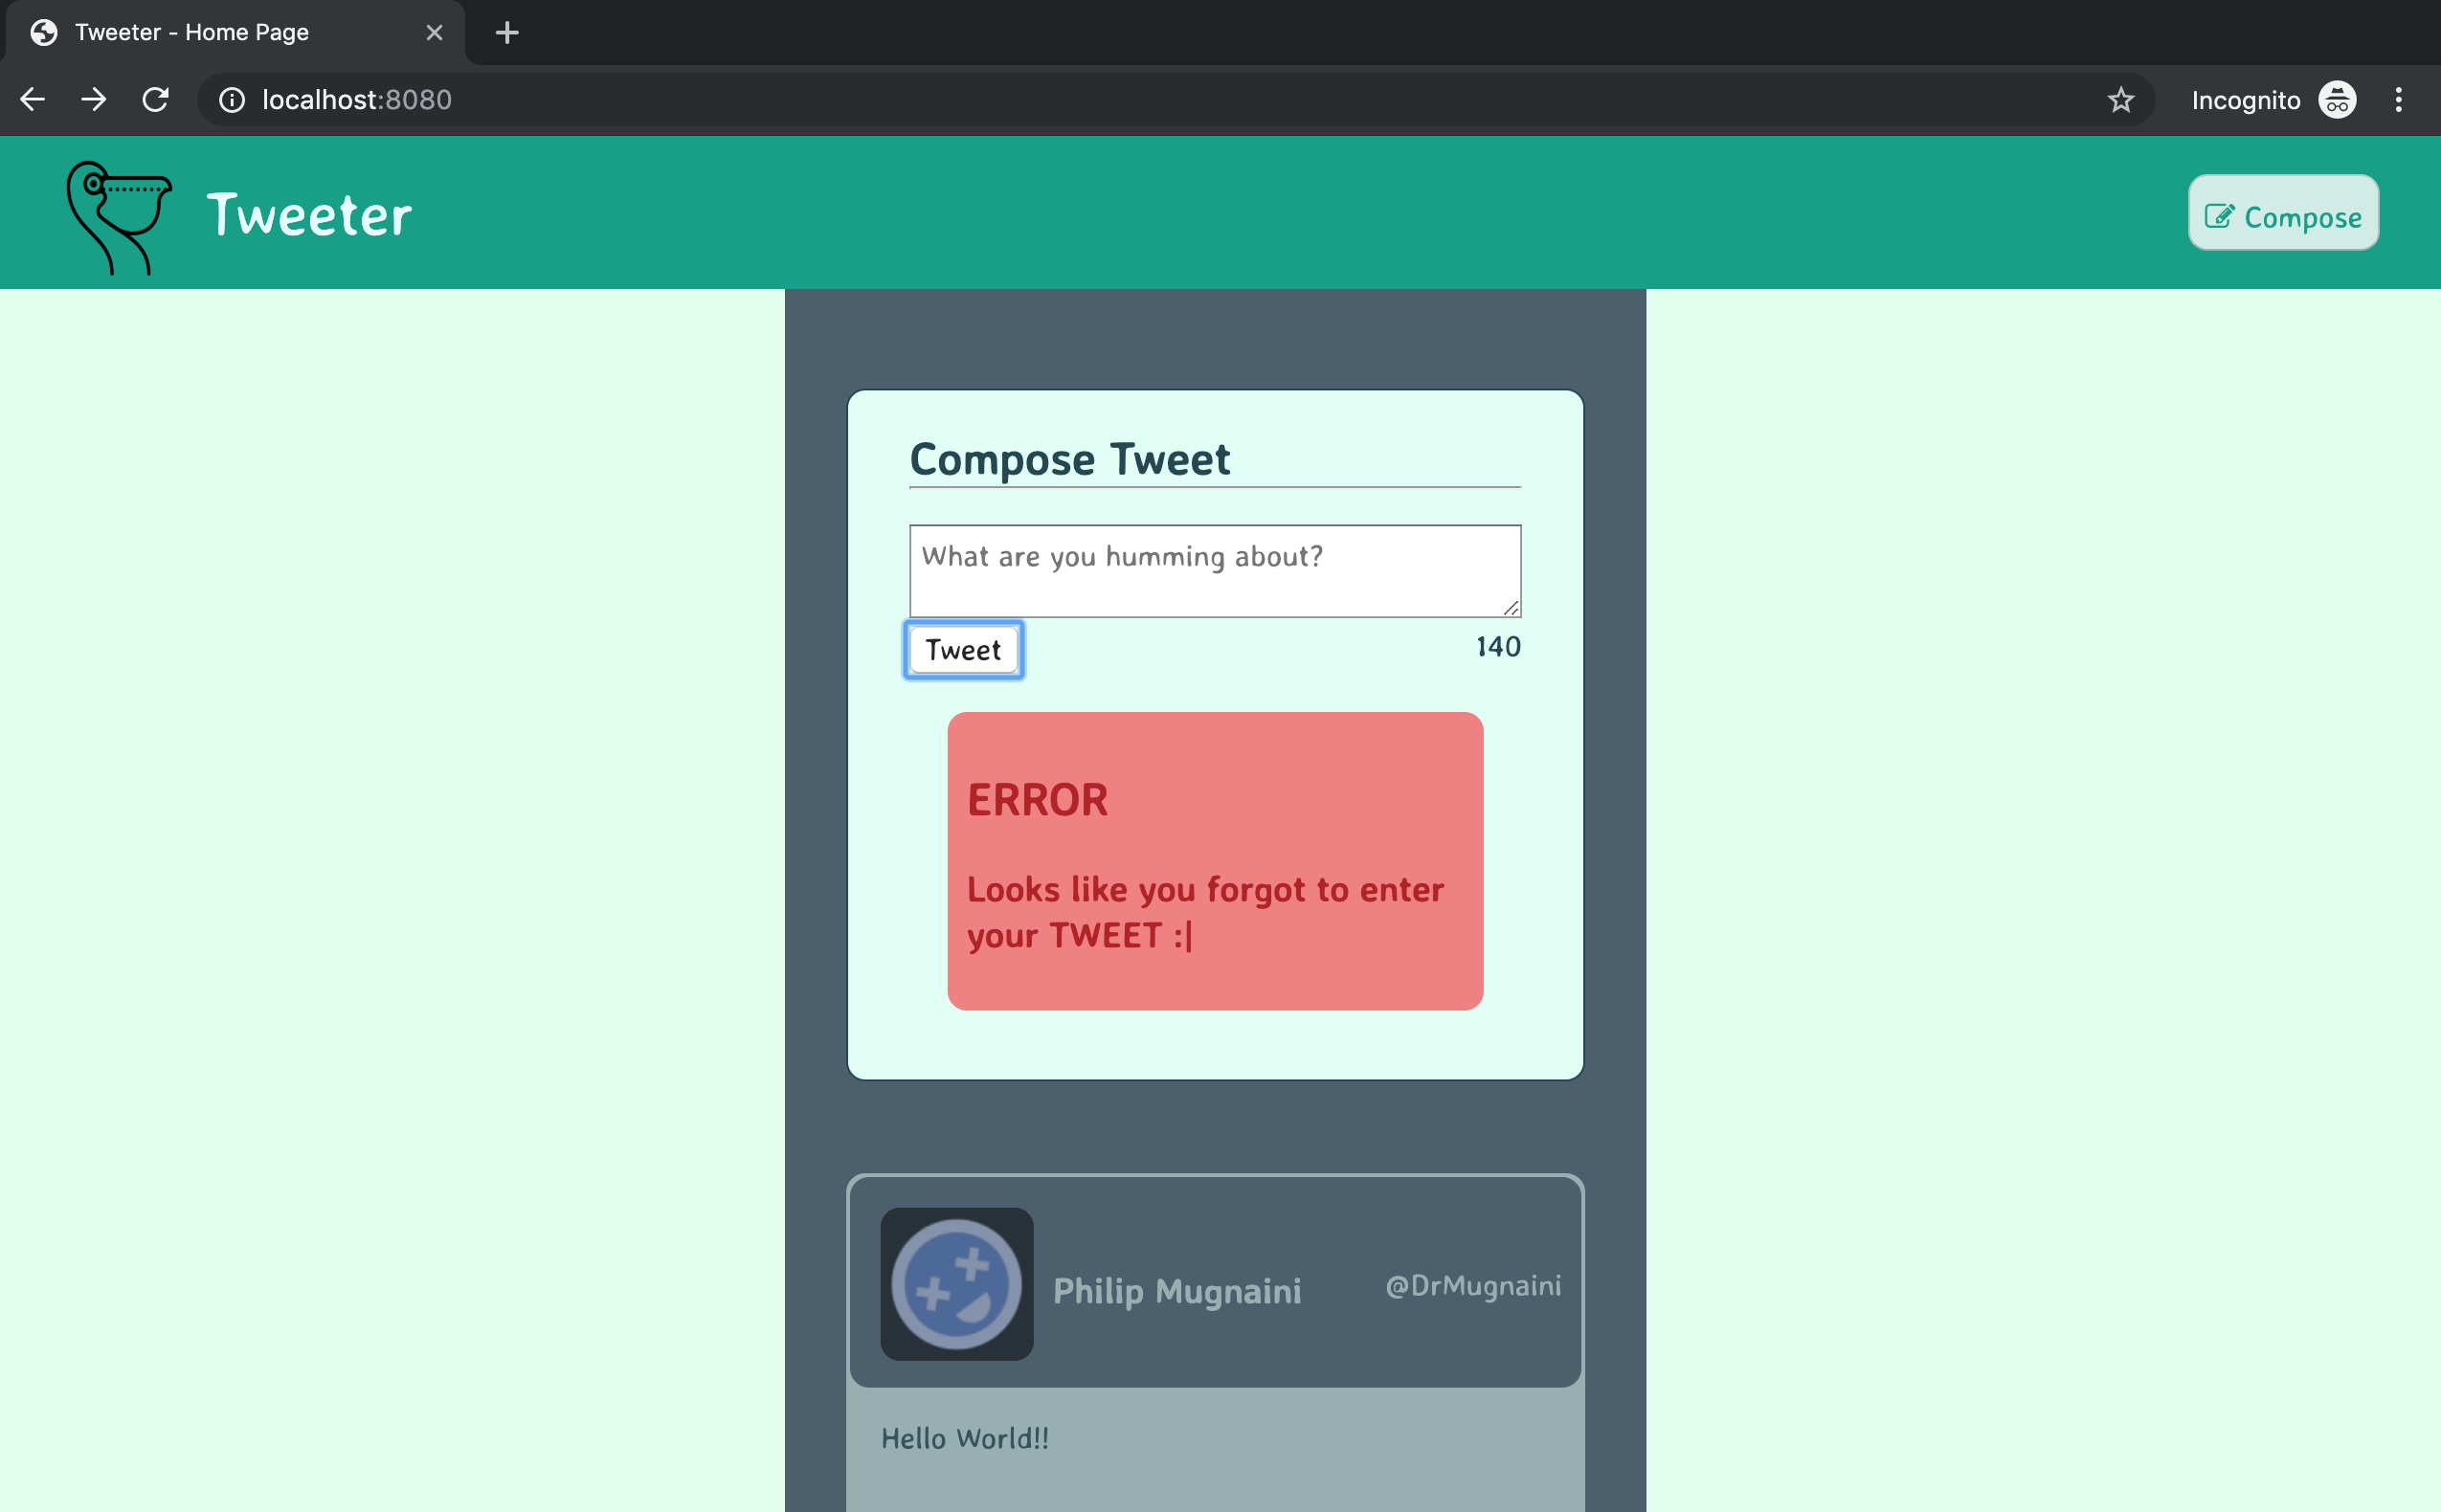 Tweeter - Home Page
localhost:8080
Incognito
Tweeter
Compose
Compose Tweet
What are you humming about?
Tweet
140
ERROR
Looks like you forgot to enter
your TWEET :|
Philip Mugnaini
@DrMugnaini
Hello World!!